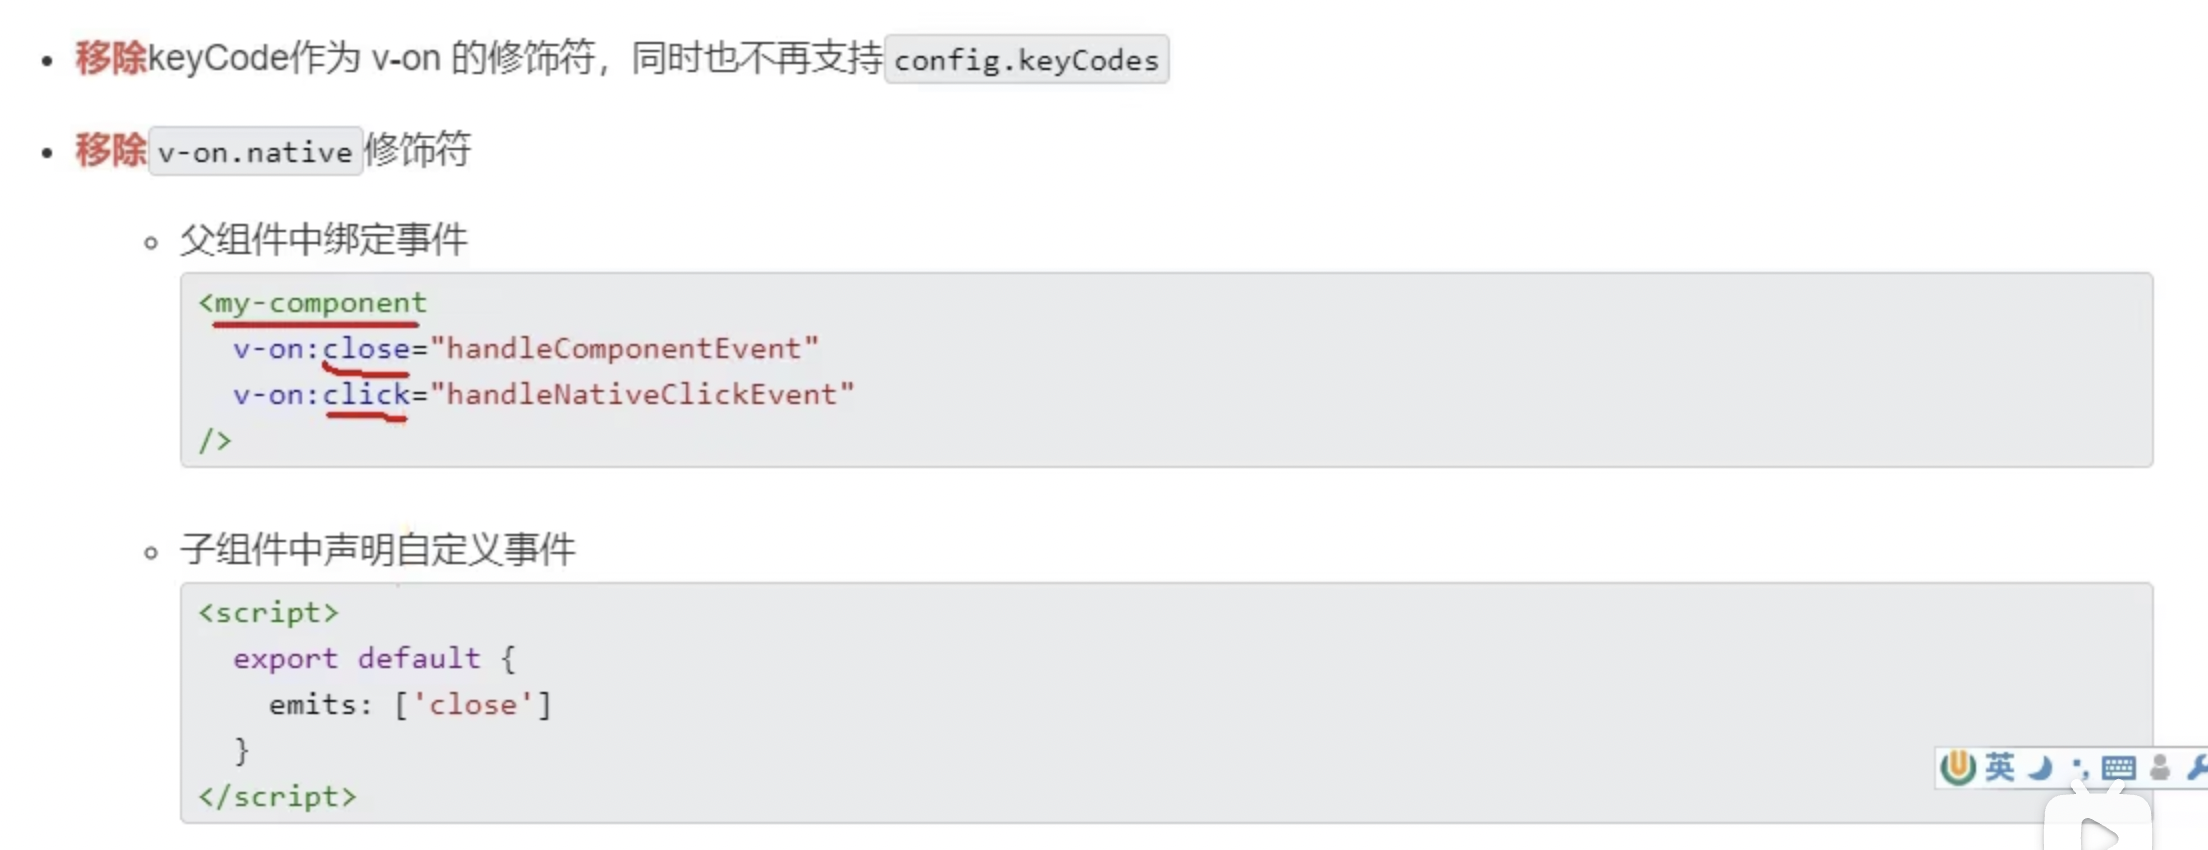 移除keyCode作为 v-on 的修饰符，同时也不再支持config.keyCodes
移除v-on.native修饰符
父组件中绑定事件
<my-component
v-on:close="handleComponentEvent"
v-on:click="handleNativeClickEvent"
/>
子组件中声明自定义事件
<script>
export default {
emits: ['close']
}
</script>
英